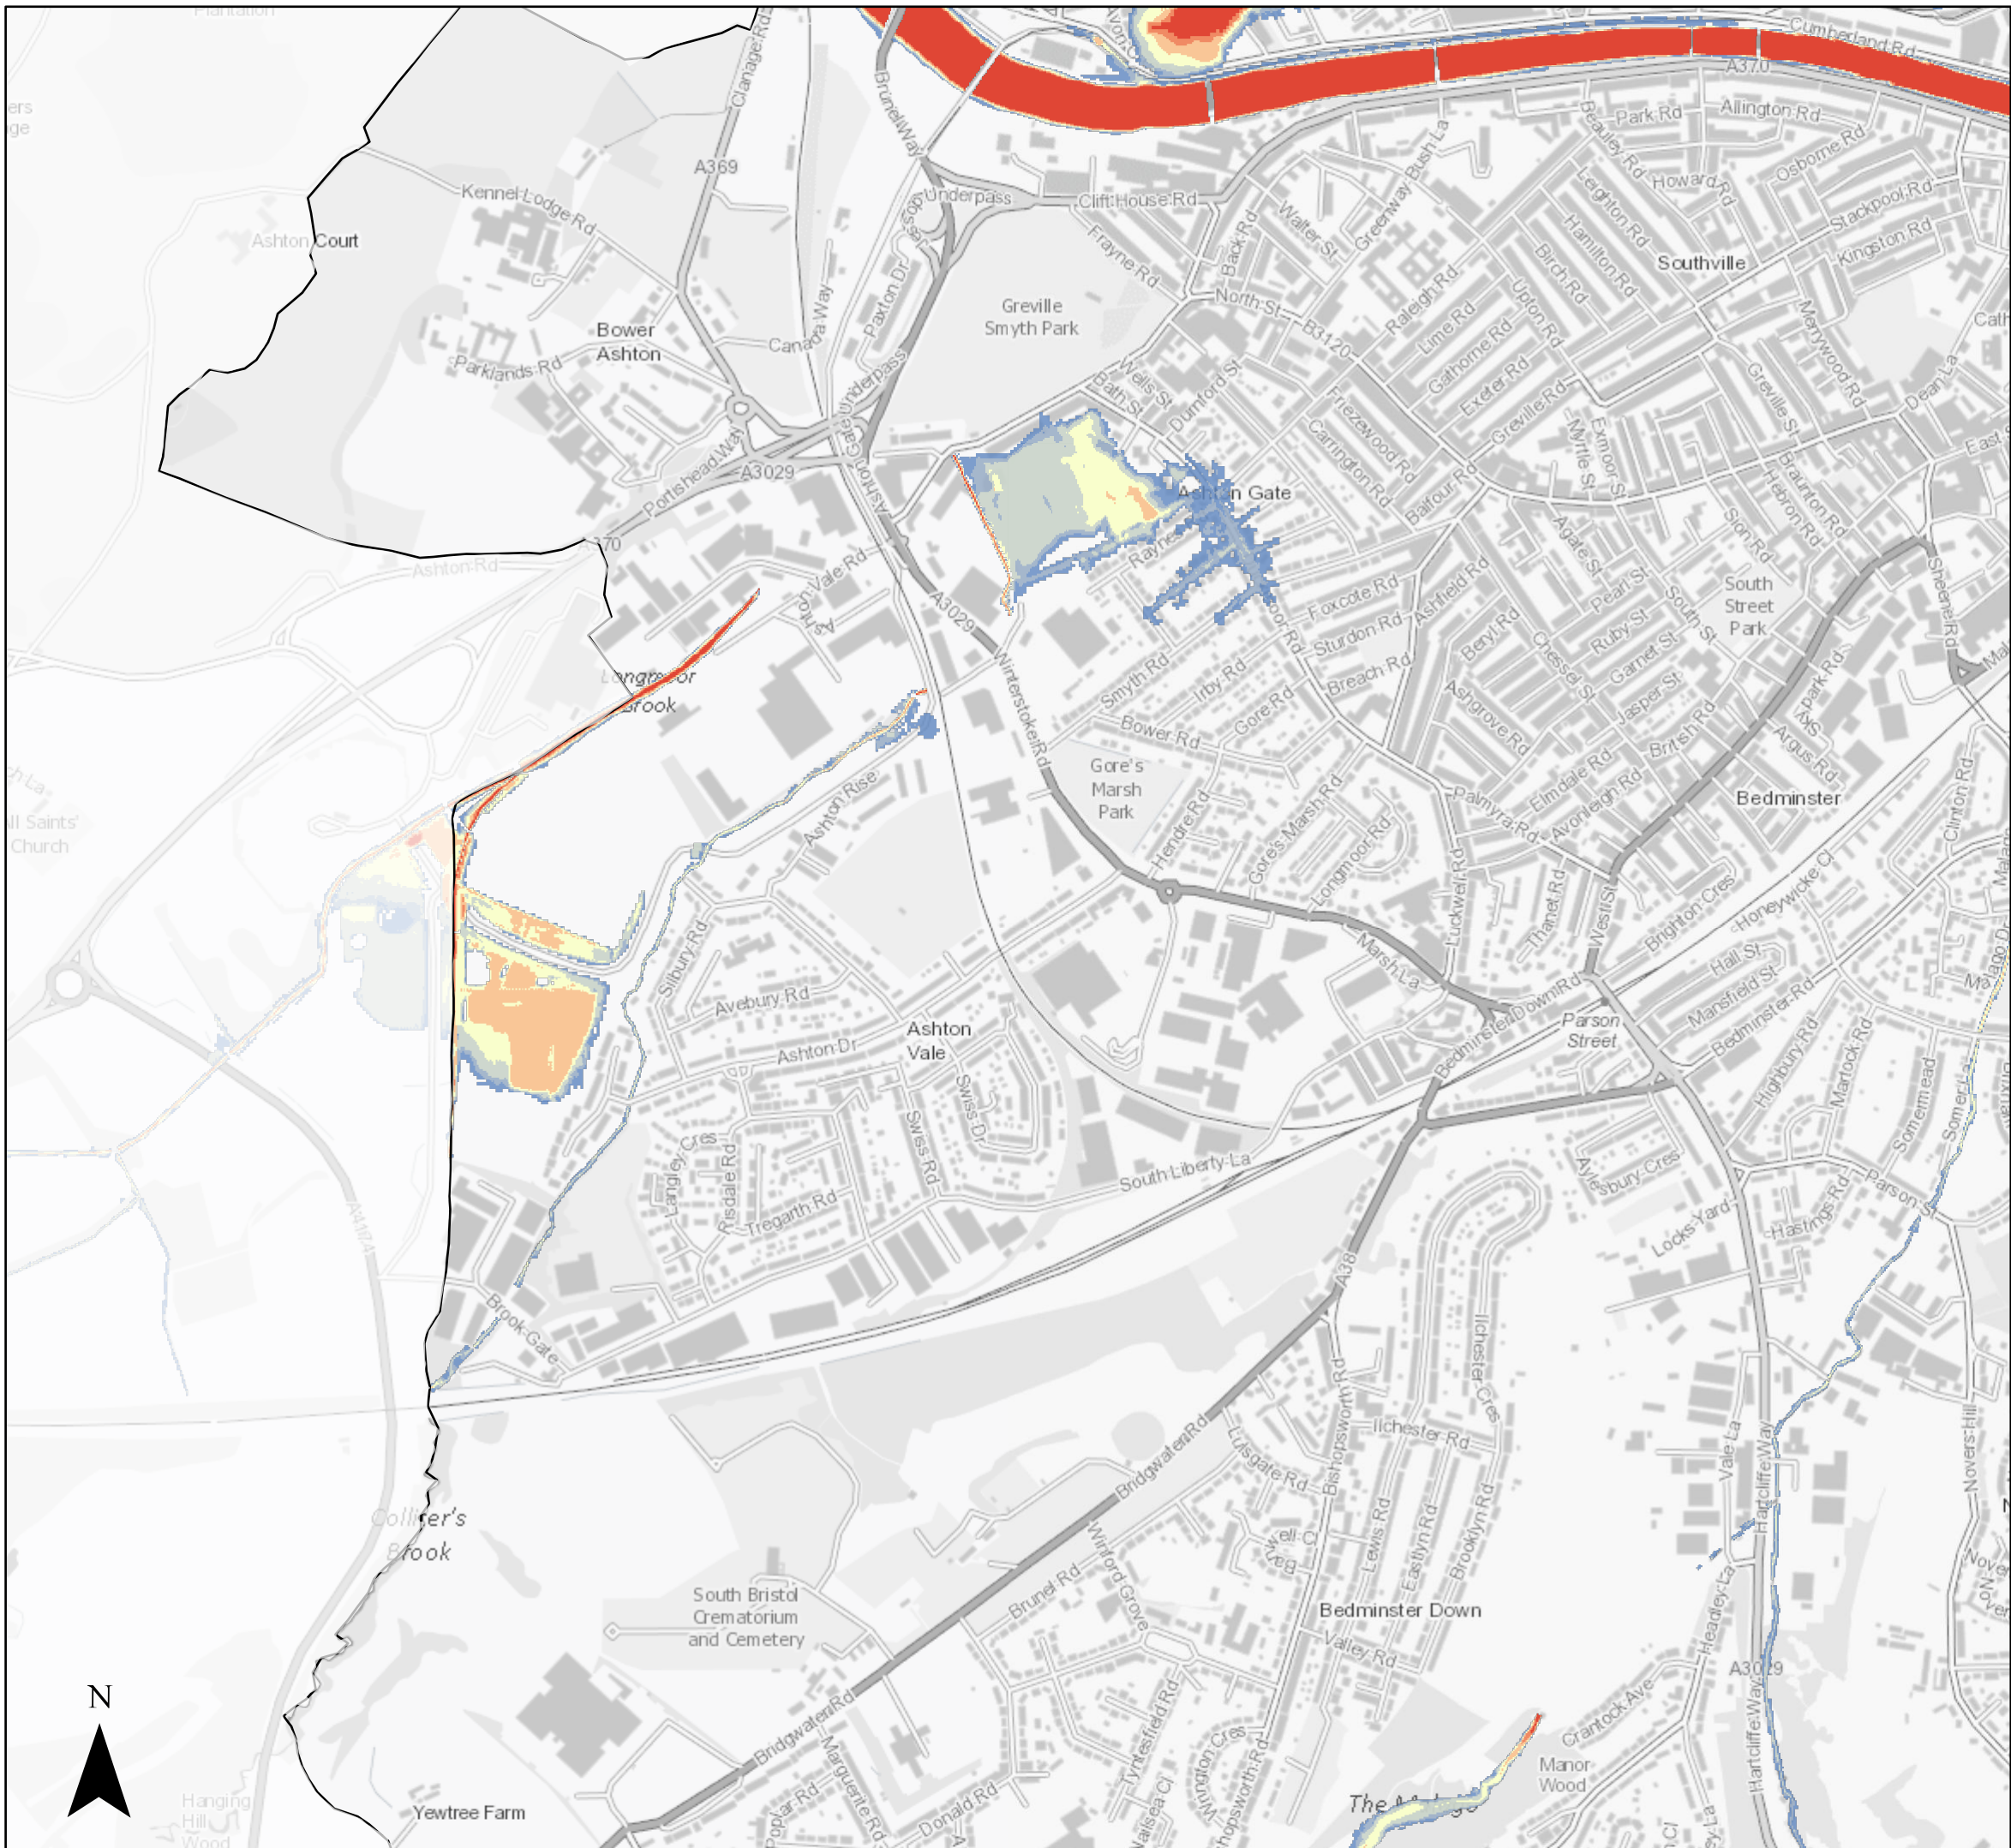 Plantation
Cumberland Rd
A370
Clanage Rd
Brunel Way
Park Rd
Allington Rd
Beauley Rd
Osborne Rd
A369
Kennel Lodge Rd
Underpass
Clift House Rd
Greenway Bush La
Leighton Rd
Howard Rd
Stackpool Rd
Ashton Court
Frayne Rd
Back Rd
Walter St
Hamilton Rd
Birch Rd
Southville
Kingston Rd
Paxton Dr
Greville
Smyth Park
North St
B3120
Raleigh Rd
Upton Rd
Bower
Ashton
Canada Way
Lime Rd
Merrywood Rd
Parklands Rd
Ashton Gate Underpass
Wells St
Bath St
Durnford St
Gathorne Rd
Exeter Rd
Greville Rd
Greville St
Dean La
Frezewood Rd
Carrington Rd
Myrtle St
Exmoor St
Braunton Rd
Hebron Rd
Portishead Way
A3029
Ashton Gate
Balfour Rd
Sion Rd
Agate St
Ashton Rd
Ashton Vale Rd
A3029
Foxcote Rd
Ashfield Rd
Pearl St
South St
South
Street
Park
Sheene Rd
Sturdon Rd
Beryl Rd
Ruby St
Chessel St
Garnet St
Longmoor
Brook
Winterstoke Rd
Smyth Rd
Irby Rd
Gore Rd
Breach Rd
Ashgrove Rd
Jasper St
Park Rd
Bower Rd
British Rd
Argus Rd
Gore's
Marsh
Park
Elmdale Rd
Avonleigh Rd
Palmyra Rd
Bedminster
Clinton Rd
All Saints'
Church
Ashton Rise
Hendre Rd
Gore's Marsh Rd
Longmoor Rd
Luckwell Rd
Thanet Rd
West St
Brighton Cres
Honeywicke Cl
Silbury Rd
Marsh La
Hall St
Mansfield St
Avebury Rd
Bedminster Down Rd
Bedminster Rd
Ashton
Vale
Parson
Street
Ashton Dr
Highbury Rd
Martock Rd
Somermead
Swiss Dr
Swiss Rd
Langley Cres
Risdale Rd
Tregarth Rd
South Liberty La
Aylesbury Cres
Parson St
Locks Yard
Hastings Rd
A38
Brook Gate
Ilchester Cres
Bishopsworth Rd
Bridgwater Rd
Lulsgate Rd
Ilchester Rd
Vale La
Hartcliffe Way
Novers Hill
Colliter's
Brook
Winford Grove
Lewis Rd
Eastlyn Rd
Brooklyn Rd
South Bristol
Crematorium
and Cemetery
Brunel Rd
Bedminster Down
Headley La
Valley Rd
A3029
N
Bridgwater Rd
Tyntesfield Rd
Wrington Cres
Crantock Ave
Hartcliffe Way
Manor
Wood
Marguerite Rd
Poplar Rd
Donald Rd
Hanging
Hill
Wood
Yewtree Farm